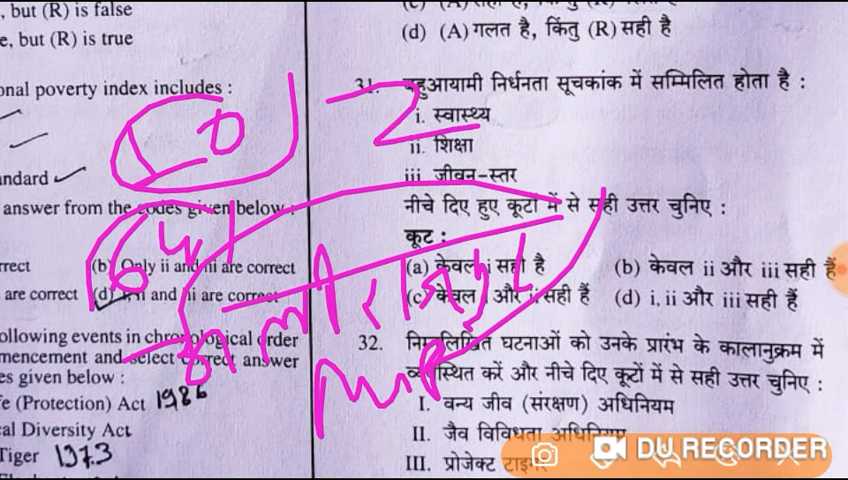 , but (R) is false
e, but (R) is true
onal poverty index includes :
andard
answer from the codes given below :
rrect
(b) Only ii and iii are correct
are correct
(d) i, ii and iii are correct
ollowing events in chronological order
mencement and select correct answer
es given below :
fe (Protection) Act 1986
cal Diversity Act
Tiger 1973
(d) (A) गलत है, किंतु (R) सही है
31. बहुआयामी निर्धनता सूचकांक में सम्मिलित होता है :
i. स्वास्थ्य
ii. शिक्षा
iii जीवन-स्तर
नीचे दिए हुए कूटों में से सही उत्तर चुनिए :
कूट :
(a) केवल i सही है
(b) केवल ii और iii सही हैं
(c) केवल i और ii सही हैं
(d) i, ii और iii सही हैं
32. निम्नलिखित घटनाओं को उनके प्रारंभ के कालानुक्रम में
व्यवस्थित करें और नीचे दिए कूटों में से सही उत्तर चुनिए :
I. वन्य जीव (संरक्षण) अधिनियम
II. जैव विविधता अधिनियम
III. प्रोजेक्ट टाइगर
DU RECORDER